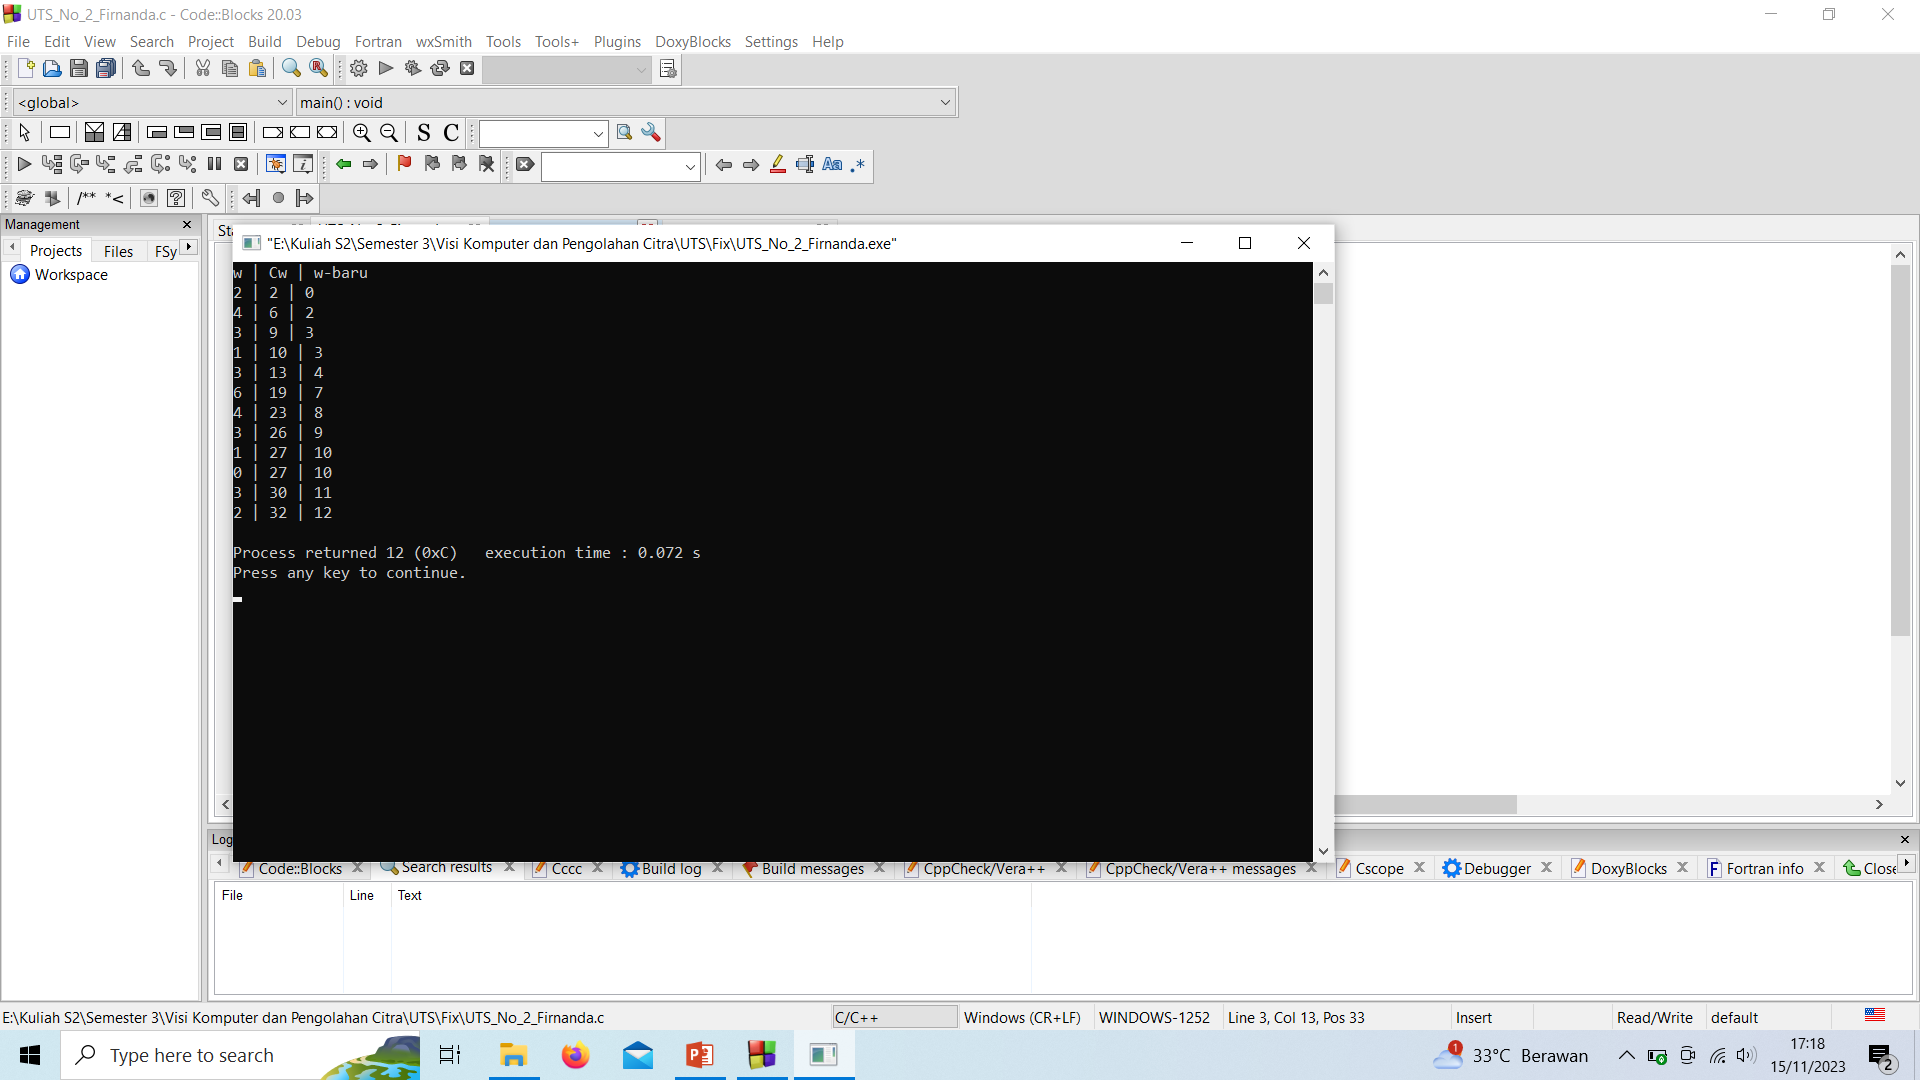 UTS_No_2_Firnanda.c - Code::Blocks 20.03
File Edit View Search Project Build Debug Fortran wxSmith Tools Tools+ Plugins DoxyBlocks Settings Help
<global> main() : void
S C
Aa .*
/** *<
Management
Projects Files FSy
Workspace
"E:\Kuliah S2\Semester 3\Visi Komputer dan Pengolahan Citra\UTS\Fix\UTS_No_2_Firnanda.exe"
w | Cw | w-baru
2 | 2 | 0
4 | 6 | 2
3 | 9 | 3
1 | 10 | 3
3 | 13 | 4
6 | 19 | 7
4 | 23 | 8
3 | 26 | 9
1 | 27 | 10
0 | 27 | 10
3 | 30 | 11
2 | 32 | 12
Process returned 12 (0xC) execution time : 0.072 s
Press any key to continue.
Code::Blocks Search results Cccc Build log Build messages CppCheck/Vera++ CppCheck/Vera++ messages Cscope Debugger DoxyBlocks Fortran info
File Line Text
E:\Kuliah S2\Semester 3\Visi Komputer dan Pengolahan Citra\UTS\Fix\UTS_No_2_Firnanda.c C/C++ Windows (CR+LF) WINDOWS-1252 Line 3, Col 13, Pos 33 Insert Read/Write default
Type here to search
1 33°C Berawan
17:18
15/11/2023
2